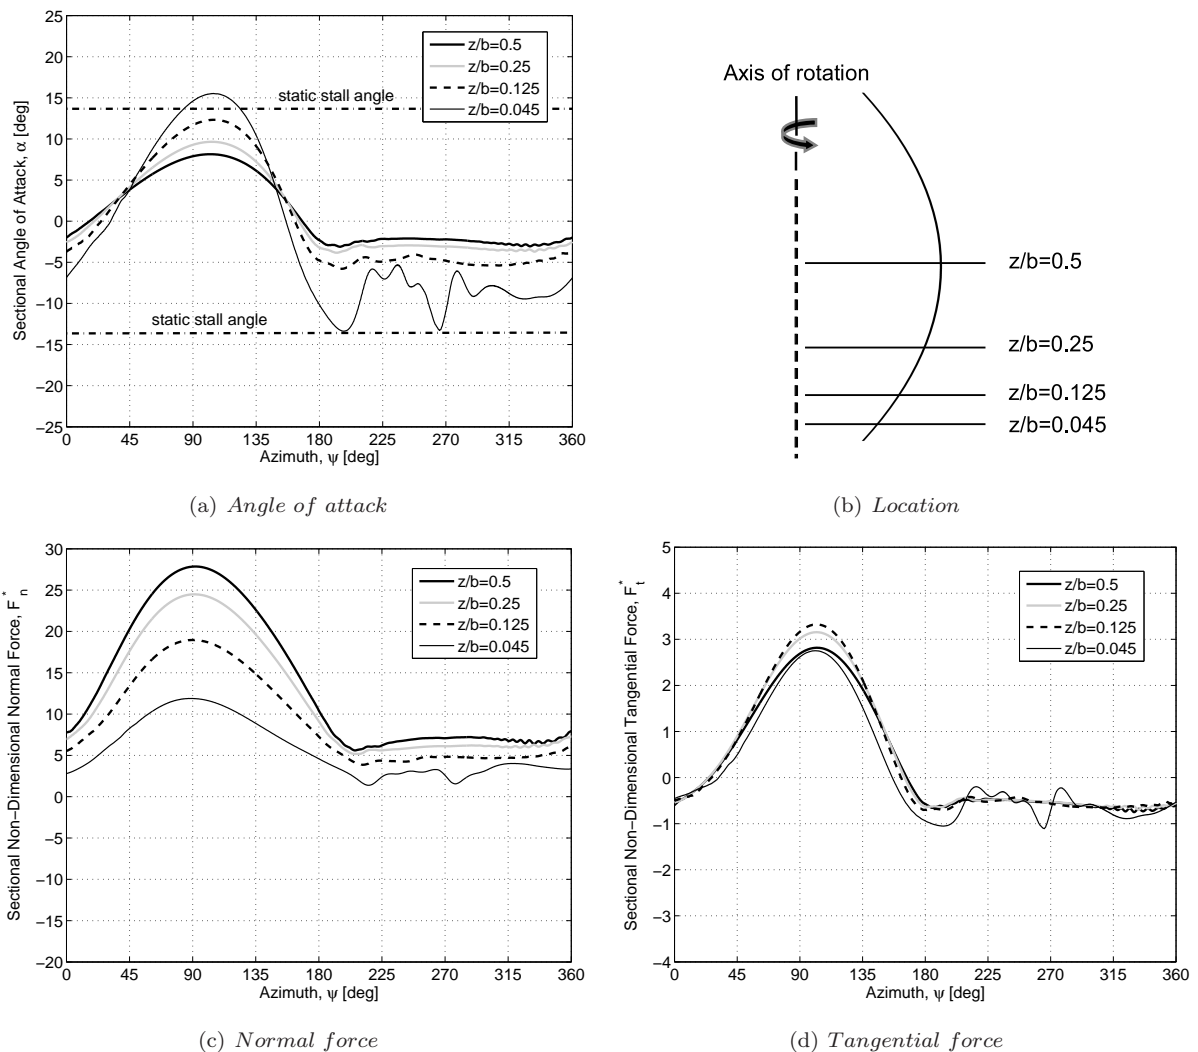 25
20
15
10
5
0
−5
−10
−15
−20
−25
0 45 90 135 180 225 270 315 360
Sectional Angle of Attack, α [deg]
Azimuth, ψ [deg]
z/b=0.5
z/b=0.25
z/b=0.125
z/b=0.045
static stall angle
static stall angle
(a) Angle of attack
Axis of rotation
z/b=0.5
z/b=0.25
z/b=0.125
z/b=0.045
(b) Location
30
25
20
15
10
5
0
−5
−10
−15
−20
0 45 90 135 180 225 270 315 360
Sectional Non−Dimensional Normal Force, F*n
Azimuth, ψ [deg]
z/b=0.5
z/b=0.25
z/b=0.125
z/b=0.045
(c) Normal force
5
4
3
2
1
0
−1
−2
−3
−4
0 45 90 135 180 225 270 315 360
Sectional Non−Dimensional Tangential Force, F*t
Azimuth, ψ [deg]
z/b=0.5
z/b=0.25
z/b=0.125
z/b=0.045
(d) Tangential force